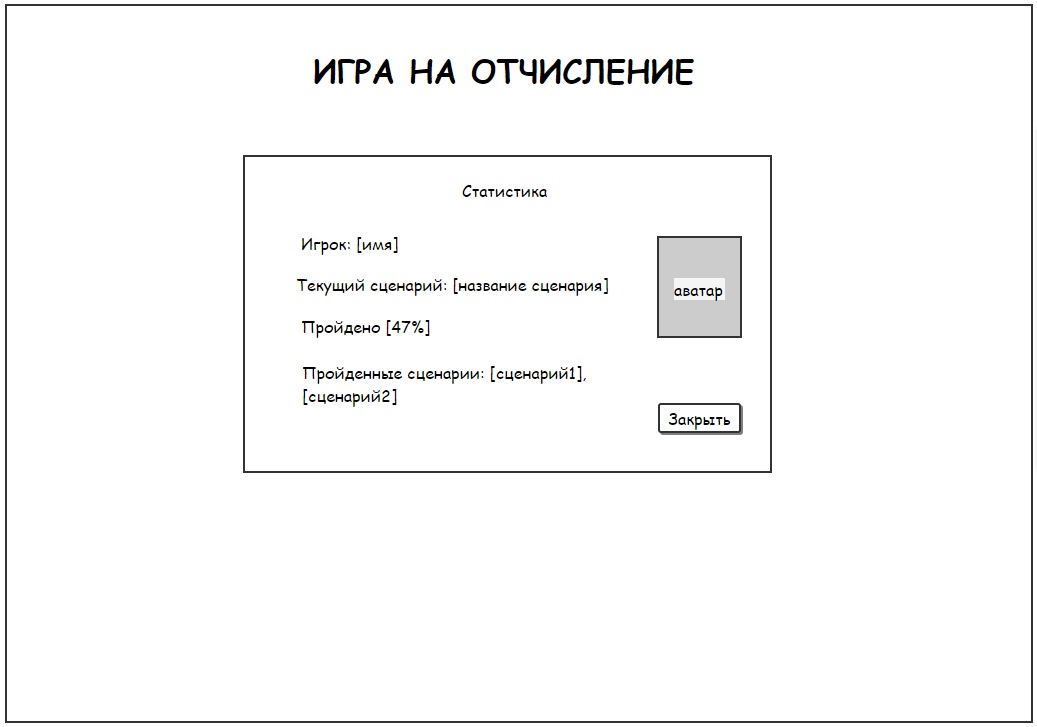 ИГРА НА ОТЧИСЛЕНИЕ
Статистика
Игрок: [имя]
Текущий сценарий: [название сценария]
аватар
Пройдено [47%]
Пройденные сценарии: [сценарий1],
[сценарий2]
Закрыть